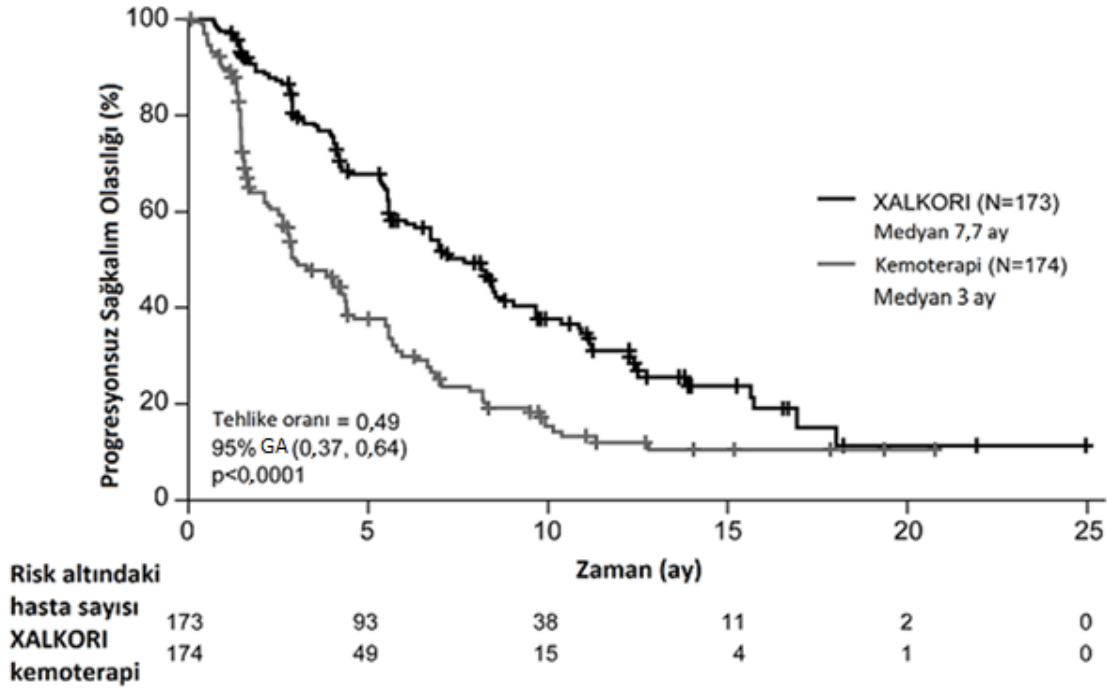 Progresyonsuz Sağkalım Olasılığı (%)
100
80
60
40
20
0
XALKORI (N=173)
Medyan 7,7 ay
Kemoterapi (N=174)
Medyan 3 ay
Tehlike oranı = 0,49
95% GA (0,37, 0,64)
p<0,0001
0 5 10 15 20 25
Zaman (ay)
Risk altındaki
hasta sayısı
173 93 38 11 2 0
XALKORI
174 49 15 4 1 0
kemoterapi